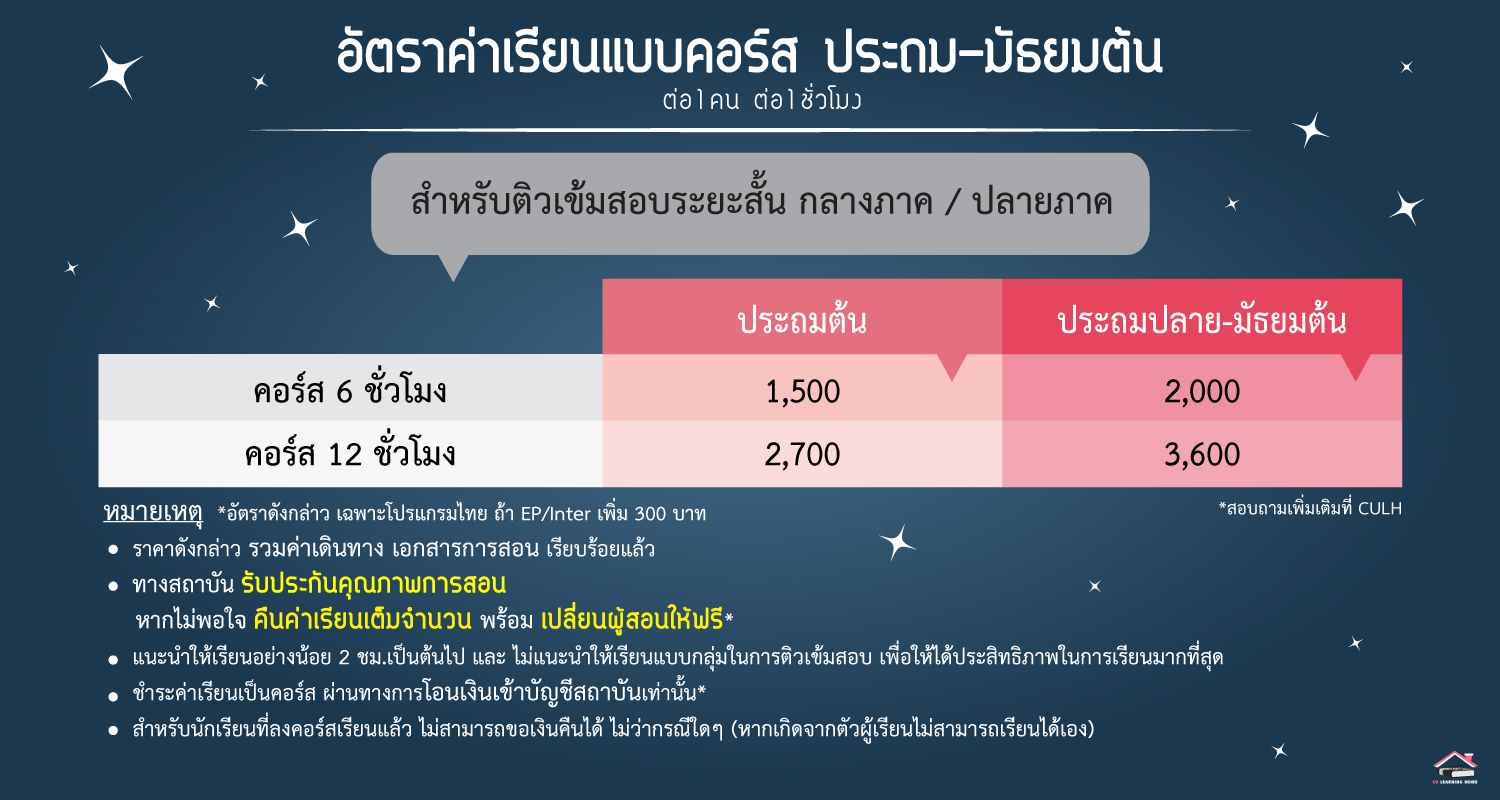 อัตราค่าเรียนแบบคอร์ส ประถม-มัธยมต้น
ต่อ1คน ต่อ1ชั่วโมง
สำหรับติวเข้มสอบระยะสั้น กลางภาค / ปลายภาค
ประถมต้น ประถมปลาย-มัธยมต้น
คอร์ส 6 ชั่วโมง 1,500 2,000
คอร์ส 12 ชั่วโมง 2,700 3,600
หมายเหตุ *อัตราดังกล่าว เฉพาะโปรแกรมไทย ถ้า EP/Inter เพิ่ม 300 บาท
*สอบถามเพิ่มเติมที่ CULH
• ราคาดังกล่าว รวมค่าเดินทาง เอกสารการสอน เรียบร้อยแล้ว
• ทางสถาบัน รับประกันคุณภาพการสอน
หากไม่พอใจ คืนค่าเรียนเต็มจำนวน พร้อม เปลี่ยนผู้สอนให้ฟรี*
• แนะนำให้เรียนอย่างน้อย 2 ชม.เป็นต้นไป และ ไม่แนะนำให้เรียนแบบกลุ่มในการติวเข้มสอบ เพื่อให้ได้ประสิทธิภาพในการเรียนมากที่สุด
• ชำระค่าเรียนเป็นคอร์ส ผ่านทางการโอนเงินเข้าบัญชีสถาบันเท่านั้น*
• สำหรับนักเรียนที่ลงคอร์สเรียนแล้ว ไม่สามารถขอเงินคืนได้ ไม่ว่ากรณีใดๆ (หากเกิดจากตัวผู้เรียนไม่สามารถเรียนได้เอง)
CU LEARNING HOME